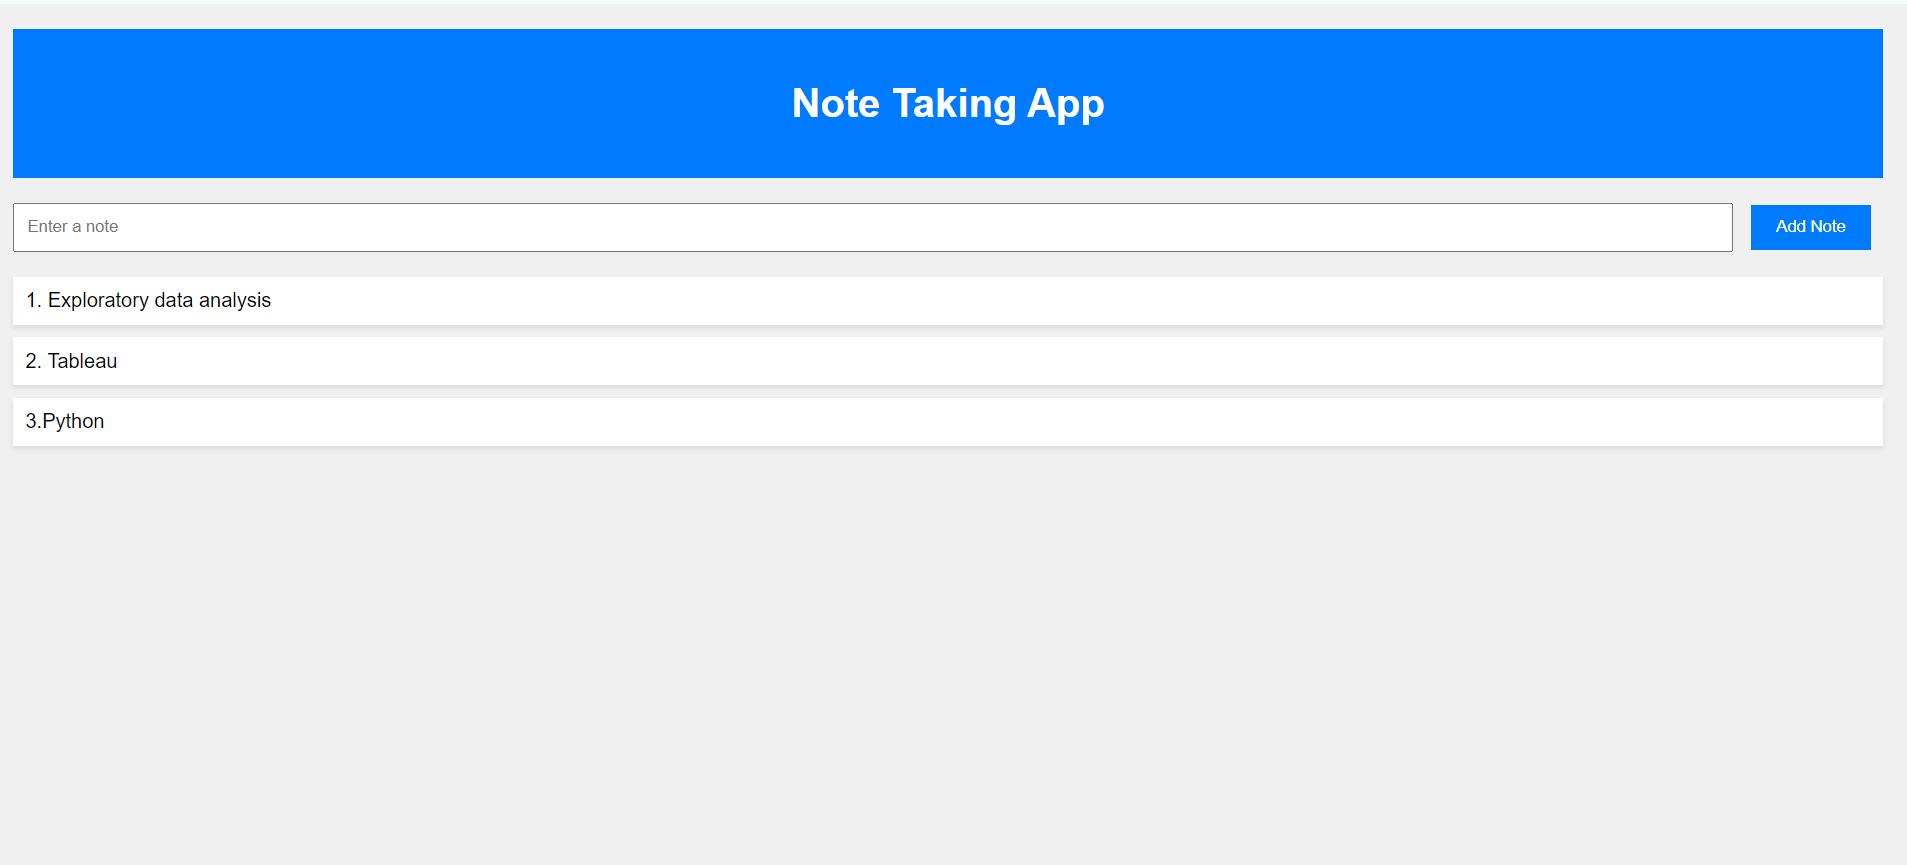 Note Taking App
Enter a note
Add Note
1. Exploratory data analysis
2. Tableau
3.Python